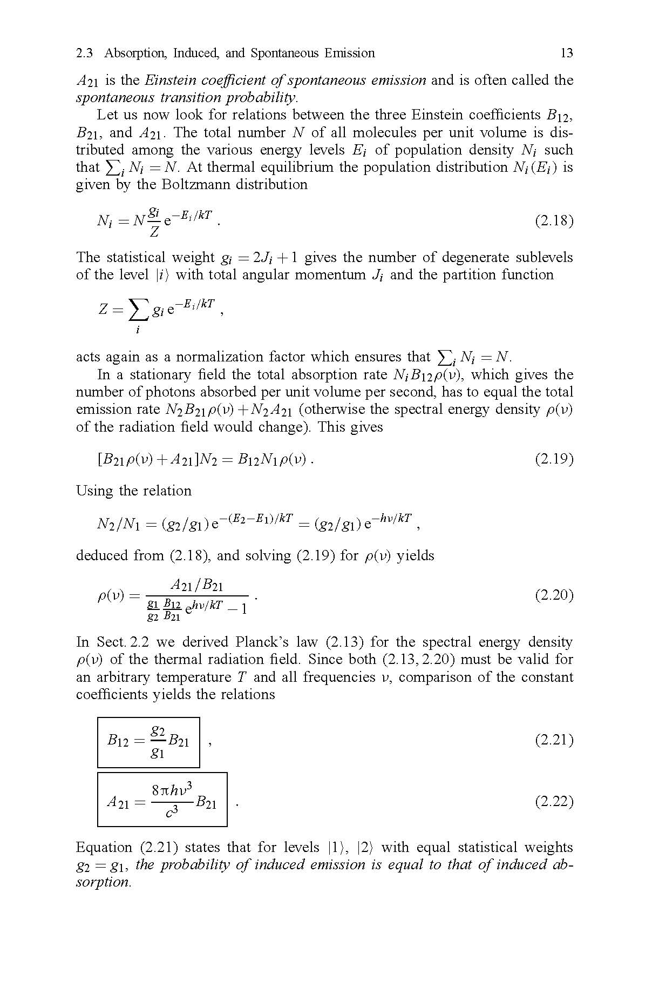 2.3 Absorption, Induced, and Spontaneous Emission 13
A₂₁ is the Einstein coefficient of spontaneous emission and is often called the
spontaneous transition probability.
Let us now look for relations between the three Einstein coefficients B₁₂,
B₂₁, and A₂₁. The total number N of all molecules per unit volume is dis-
tributed among the various energy levels Eᵢ of population density Nᵢ such
that ∑ᵢ Nᵢ = N. At thermal equilibrium the population distribution Nᵢ(Eᵢ) is
given by the Boltzmann distribution
Nᵢ = N (gᵢ/Z) e^(−Eᵢ/kT) . (2.18)
The statistical weight gᵢ = 2Jᵢ + 1 gives the number of degenerate sublevels
of the level |i⟩ with total angular momentum Jᵢ and the partition function
Z = ∑ᵢ gᵢ e^(−Eᵢ/kT) ,
acts again as a normalization factor which ensures that ∑ᵢ Nᵢ = N.
In a stationary field the total absorption rate NᵢB₁₂ρ(ν), which gives the
number of photons absorbed per unit volume per second, has to equal the total
emission rate N₂B₂₁ρ(ν) + N₂A₂₁ (otherwise the spectral energy density ρ(ν)
of the radiation field would change). This gives
[B₂₁ρ(ν) + A₂₁]N₂ = B₁₂N₁ρ(ν) . (2.19)
Using the relation
N₂/N₁ = (g₂/g₁) e^(−(E₂−E₁)/kT) = (g₂/g₁) e^(−hν/kT) ,
deduced from (2.18), and solving (2.19) for ρ(ν) yields
ρ(ν) = (A₂₁/B₂₁) / ((g₁/g₂)(B₁₂/B₂₁) e^(hν/kT) − 1) . (2.20)
In Sect. 2.2 we derived Planck’s law (2.13) for the spectral energy density
ρ(ν) of the thermal radiation field. Since both (2.13, 2.20) must be valid for
an arbitrary temperature T and all frequencies ν, comparison of the constant
coefficients yields the relations
B₁₂ = (g₂/g₁) B₂₁ , (2.21)
A₂₁ = (8πhν³/c³) B₂₁ . (2.22)
Equation (2.21) states that for levels |1⟩, |2⟩ with equal statistical weights
g₂ = g₁, the probability of induced emission is equal to that of induced ab-
sorption.